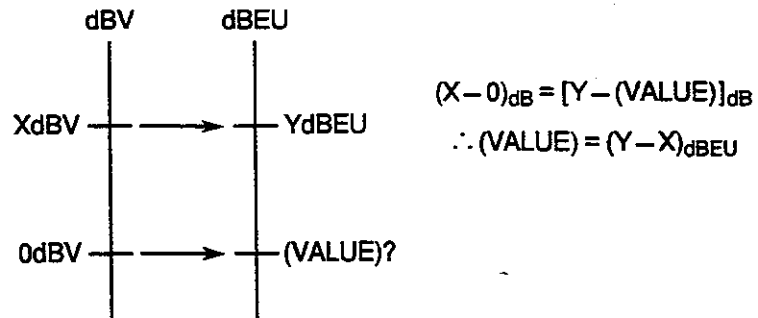 dBV dBEU
XdBV YdBEU
0dBV (VALUE)?
(X−0)dB = [Y−(VALUE)]dB
∴ (VALUE) = (Y−X)dBEU